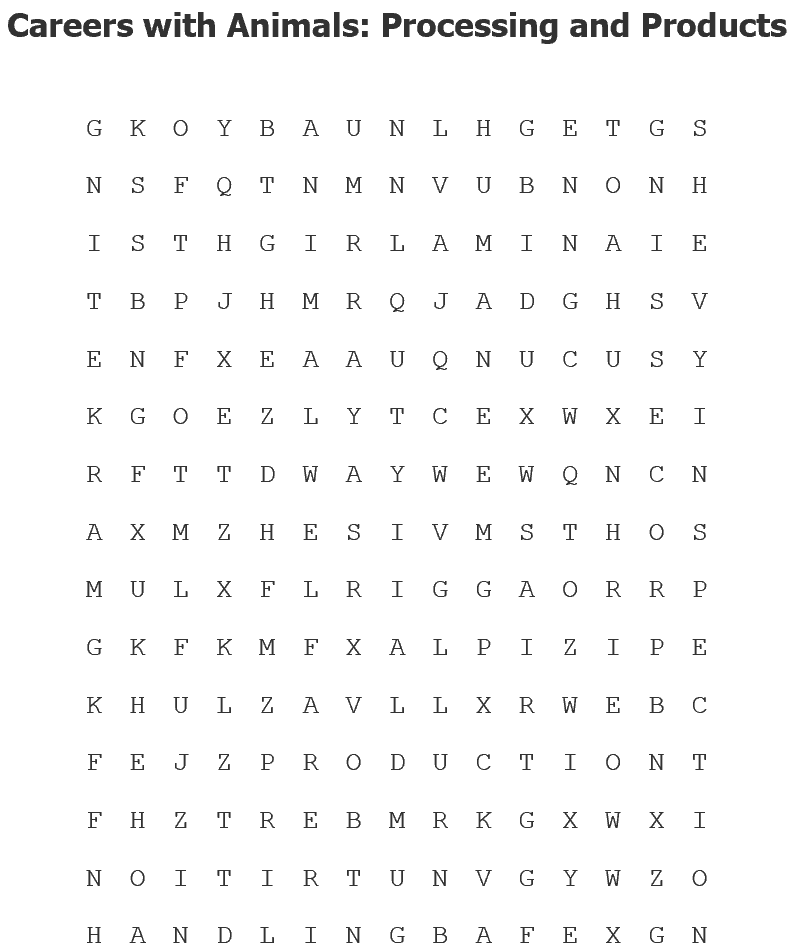 Careers with Animals: Processing and Products
G K O Y B A U N L H G E T G S
N S F Q T N M N V U B N O N H
I S T H G I R L A M I N A I E
T B P J H M R Q J A D G H S V
E N F X E A A U Q N U C U S Y
K G O E Z L Y T C E X W X E I
R F T T D W A Y W E W Q N C N
A X M Z H E S I V M S T H O S
M U L X F L R I G G A O R R P
G K F K M F X A L P I Z I P E
K H U L Z A V L L X R W E B C
F E J Z P R O D U C T I O N T
F H Z T R E B M R K G X W X I
N O I T I R T U N V G Y W Z O
H A N D L I N G B A F E X G N